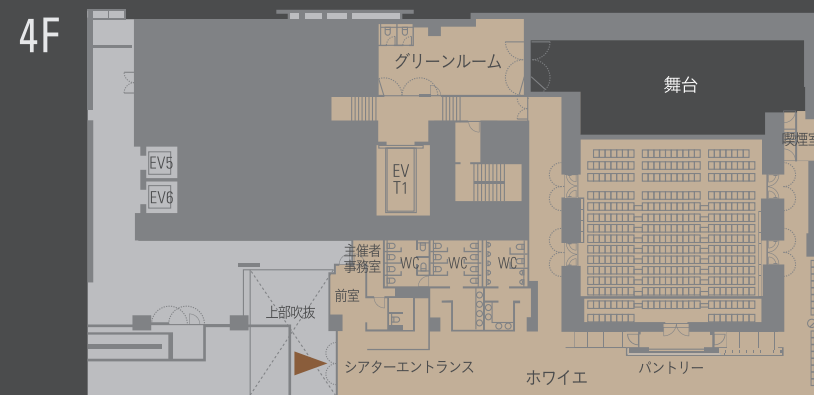 4F
グリーンルーム
舞台
喫煙室
EV5
EV
T1
EV6
主催者
事務室
WC
WC
WC
前室
上部吹抜
シアターエントランス
ホワイエ
パントリー